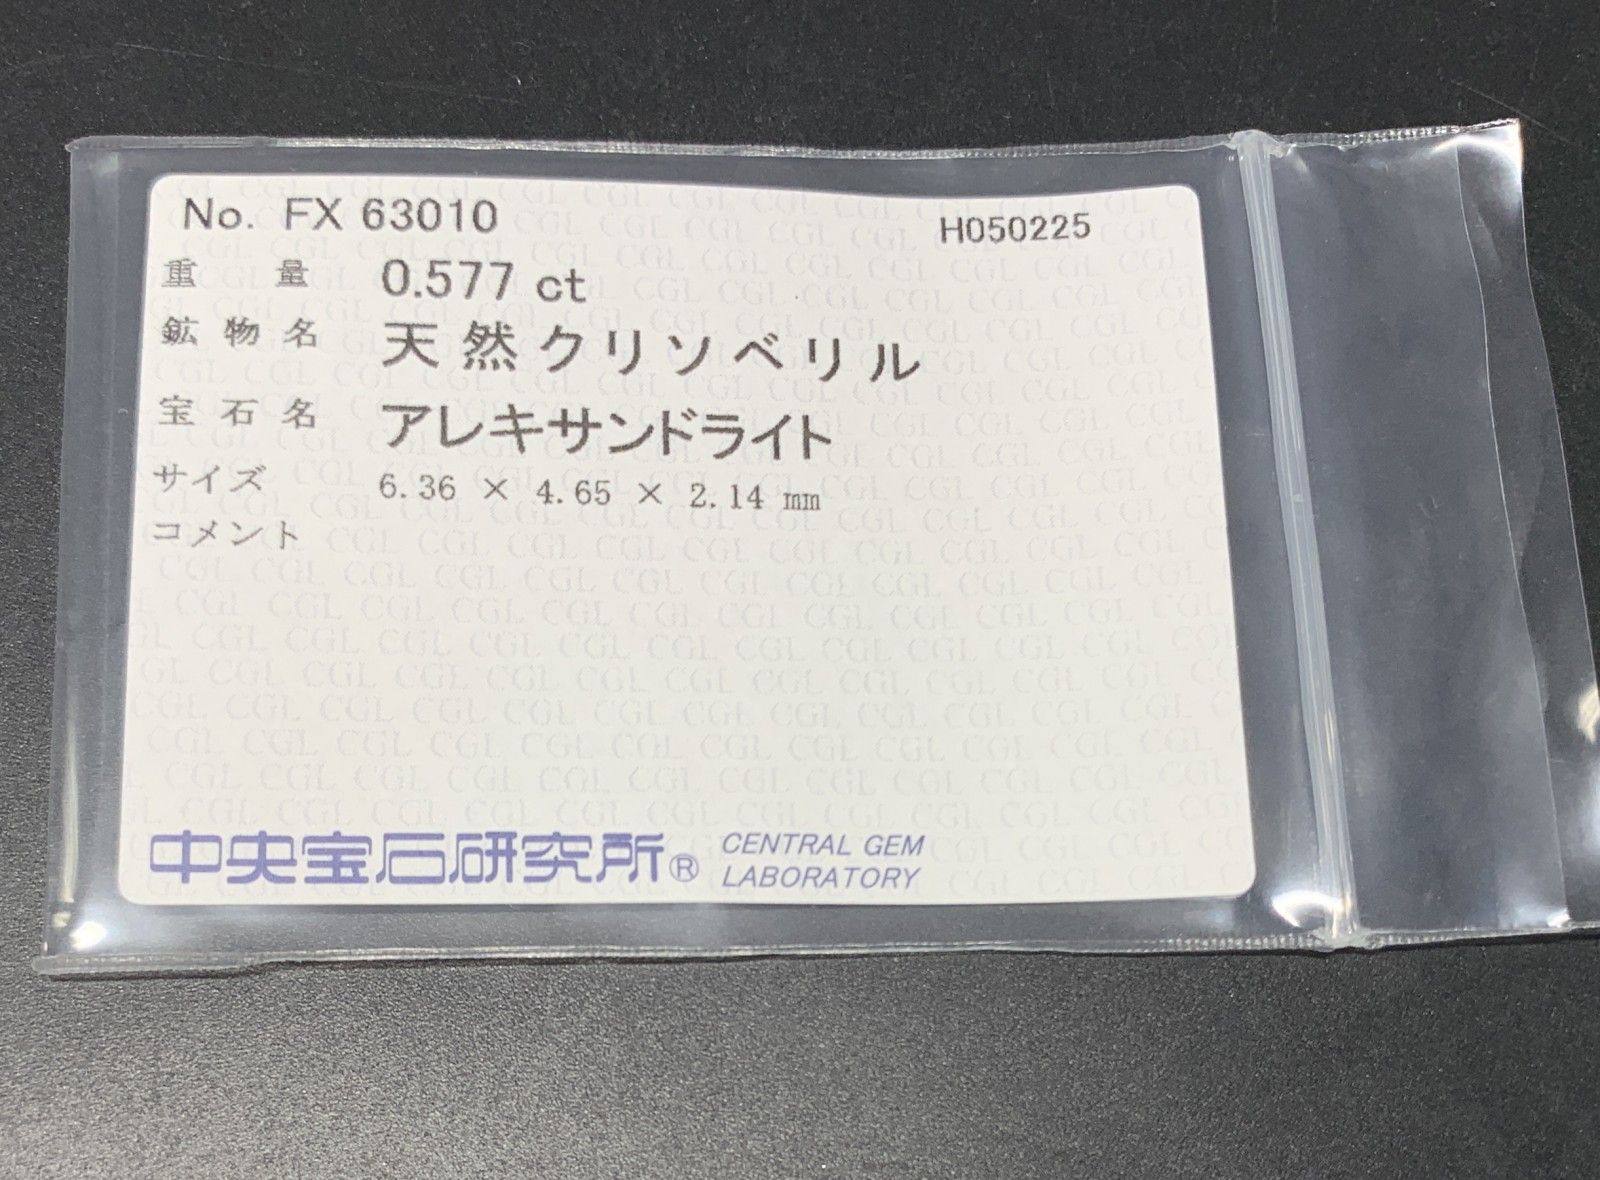 No. FX 63010
H050225
重量 0.577 ct
鉱物名 天然クリソベリル
宝石名 アレキサンドライト
サイズ 6.36 × 4.65 × 2.14 mm
コメント
中央宝石研究所® CENTRAL GEM
LABORATORY